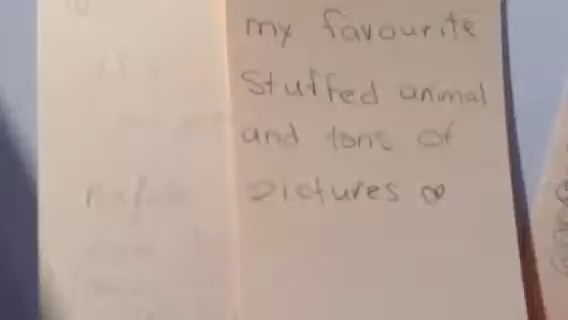 my favourite
Stuffed animal
and tons of
Pictures ∞